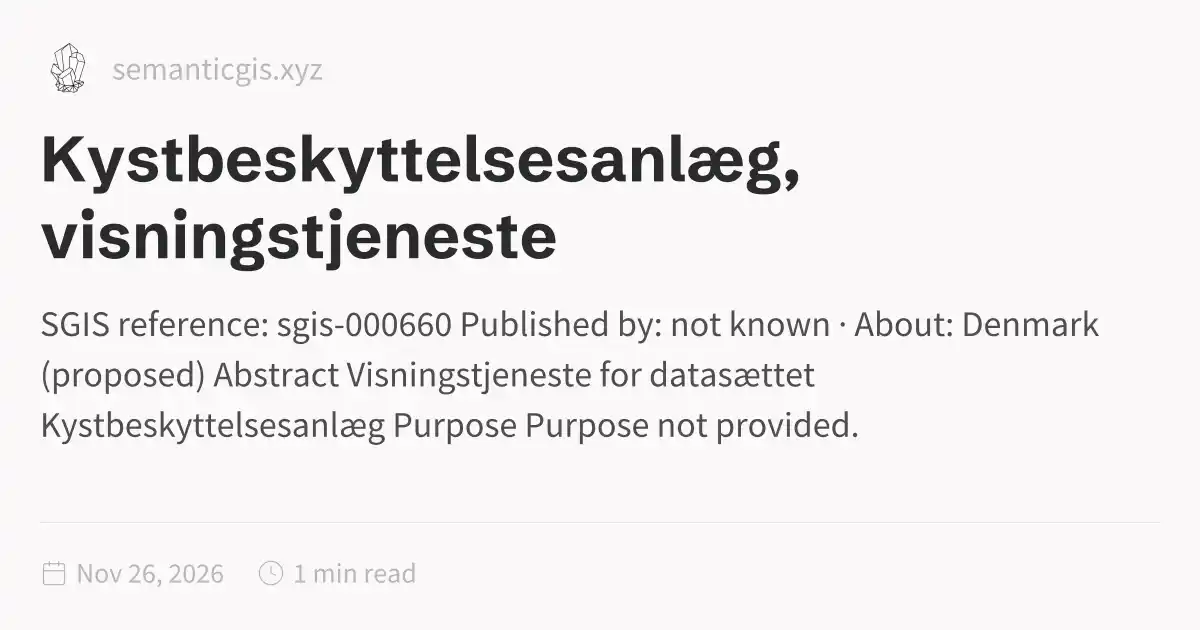 semanticgis.xyz
Kystbeskyttelsesanlæg,
visningstjeneste
SGIS reference: sgis-000660 Published by: not known · About: Denmark
(proposed) Abstract Visningstjeneste for datasættet
Kystbeskyttelsesanlæg Purpose Purpose not provided.
Nov 26, 2026 1 min read